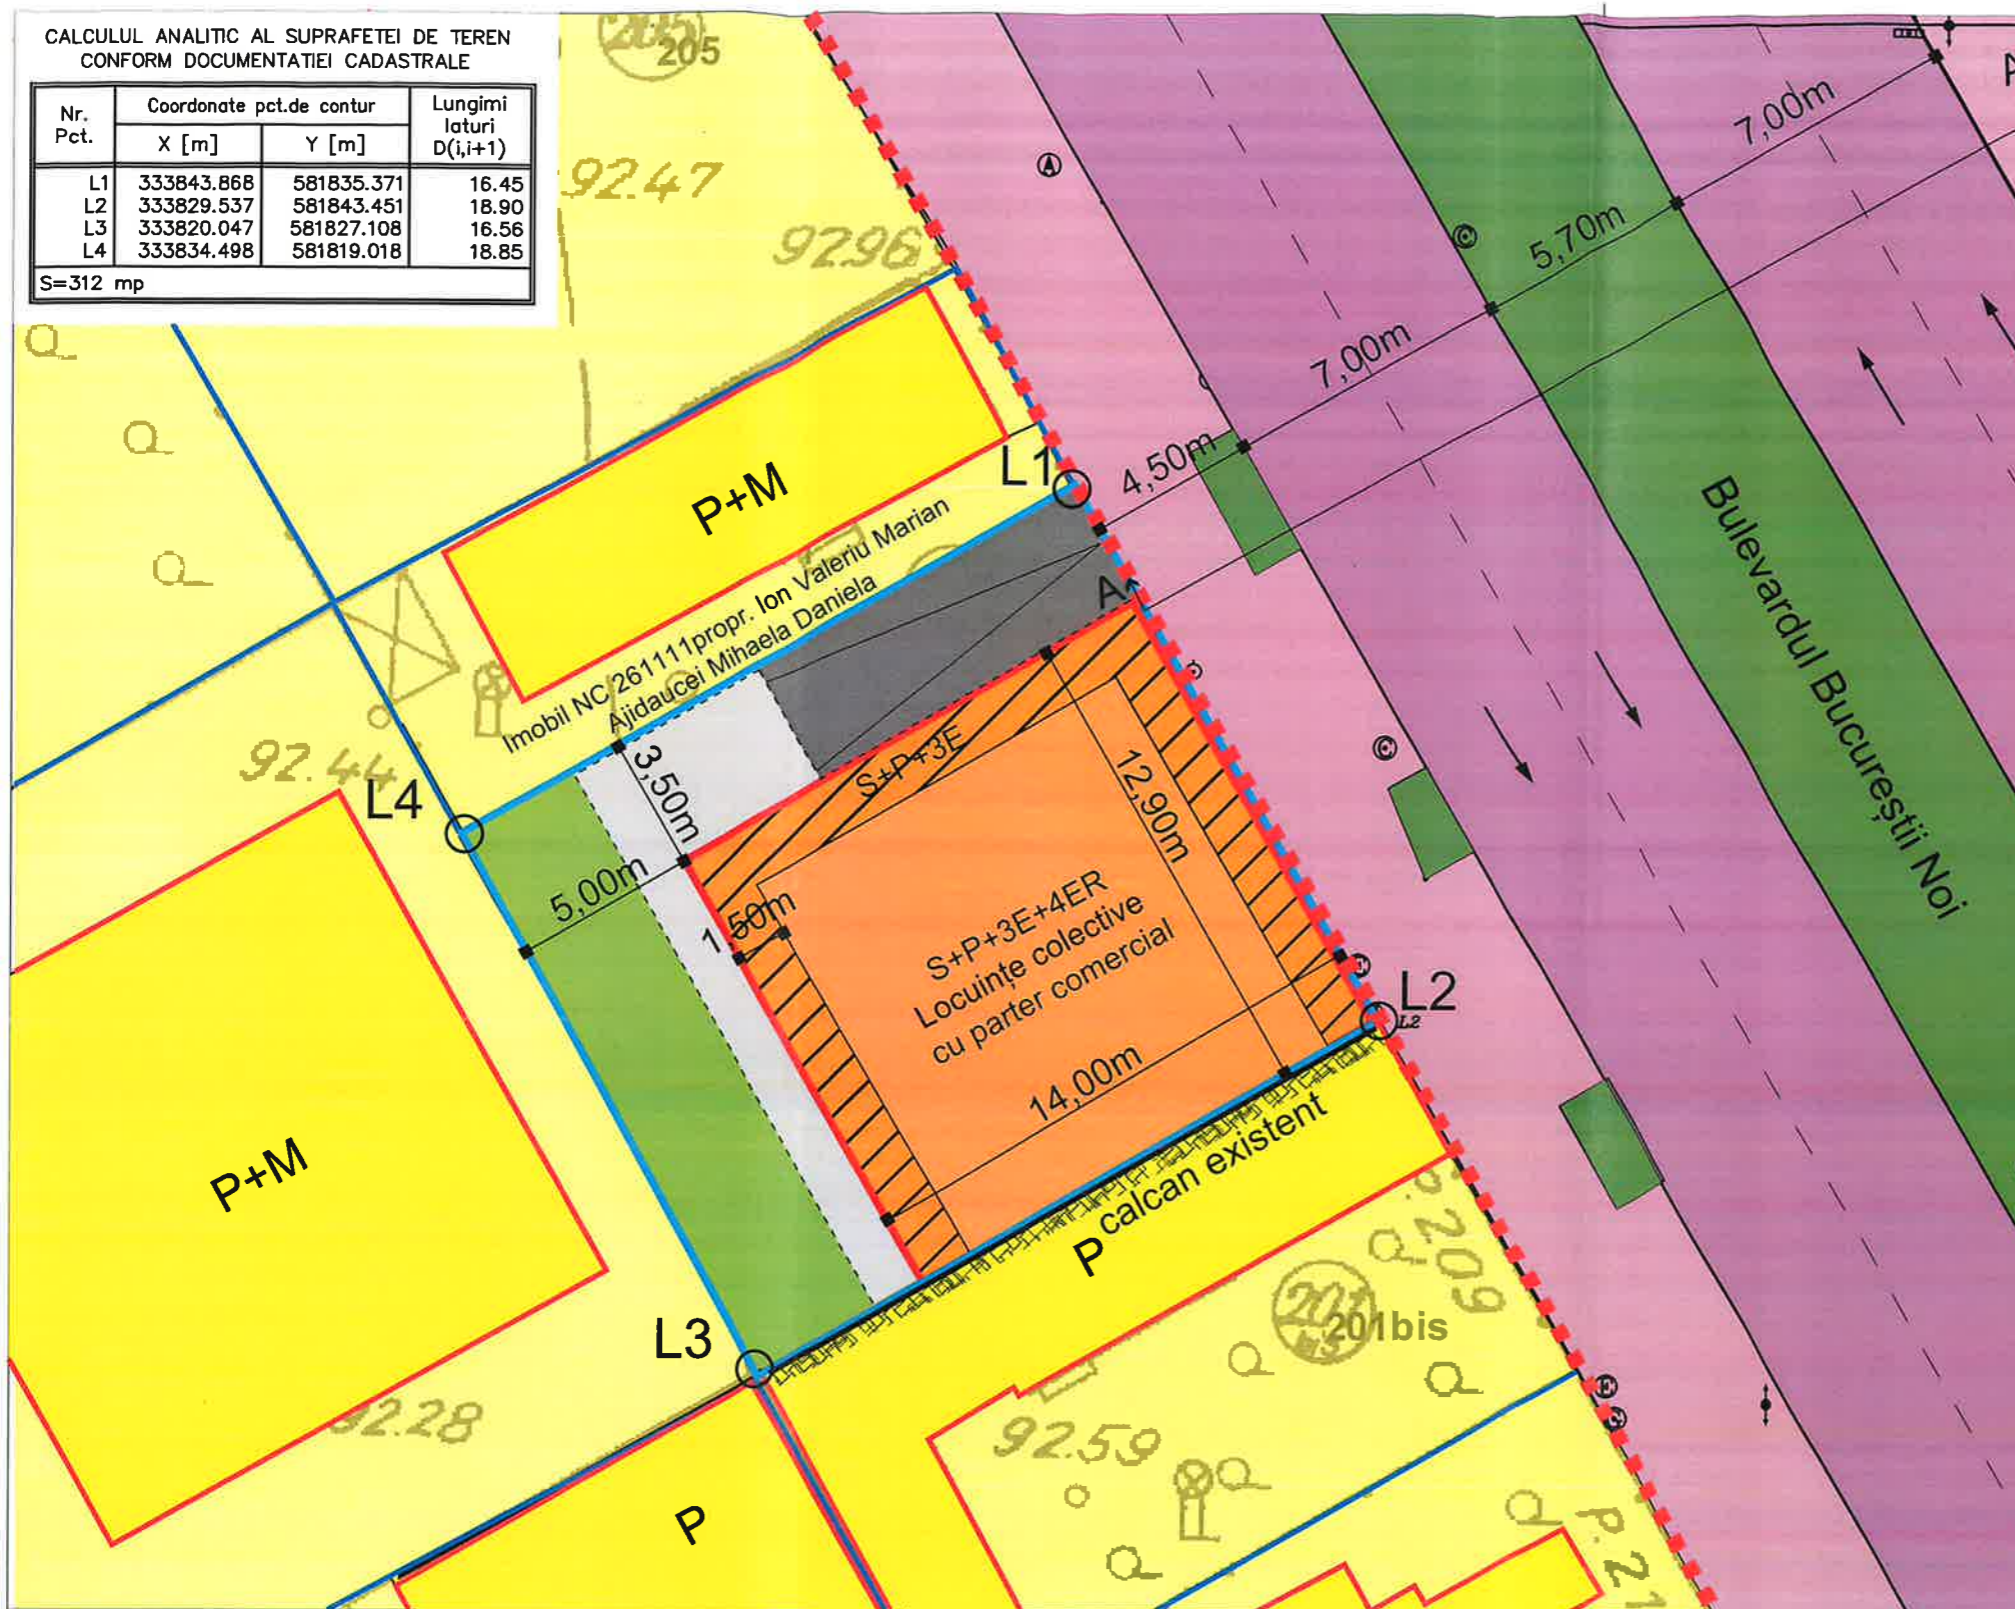 CALCULUL ANALITIC AL SUPRAFETEI DE TEREN
CONFORM DOCUMENTATIEI CADASTRALE
Nr. Pct. | Coordonate pct.de contur | Lungimi laturi D(i,i+1)
X [m] | Y [m]
L1 333843.868 581835.371 16.45
L2 333829.537 581843.451 18.90
L3 333820.047 581827.108 16.56
L4 333834.498 581819.018 18.85
S=312 mp
205
205
92.47
92.96
7,00m
5,70m
7,00m
4,50m
A
L1
P+M
Imobil NC 261111propr. Ion Valeriu Marian
Ajidaucei Mihaela Daniela
A
Bulevardul Bucureștii Noi
92.44
L4
3,50m
S+P+3E
5,00m
1,50m
12,90m
S+P+3E+4ER
Locuințe colective
cu parter comercial
14,00m
L2
L2
calcan existent
P
P+M
L3
P. 209
201bis
92.28
92.59
P
P. 21